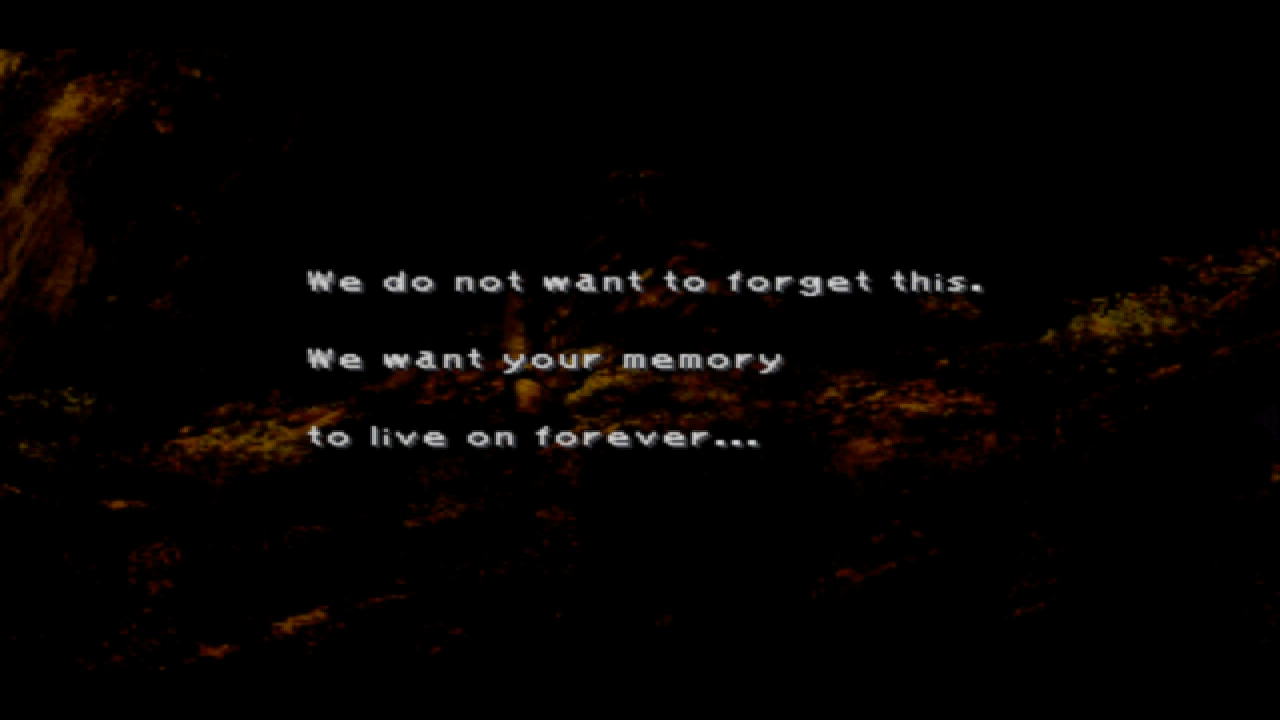 We do not want to forget this.
We want your memory
to live on forever...